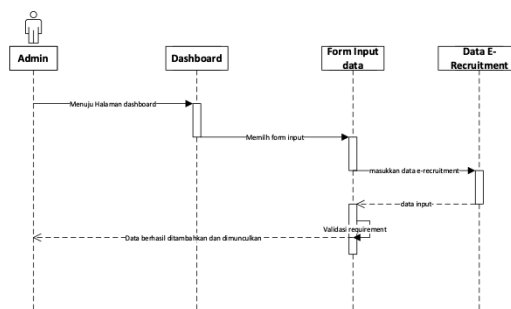 Admin
Dashboard
Form Input
data
Data E-
Recruitment
Menuju Halaman dashboard
Memilh form input
masukkan data e-recruitment
data input
Validasi requirement
Data berhasil ditambahkan dan dimunculkan